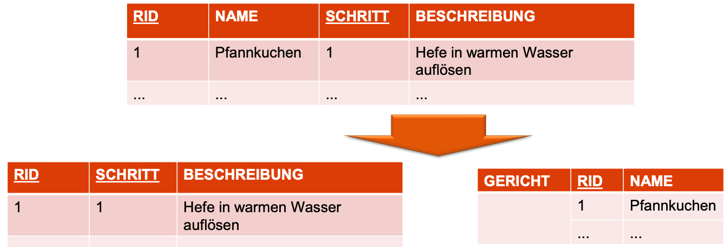 RID NAME SCHRITT BESCHREIBUNG
1 Pfannkuchen 1 Hefe in warmen Wasser
auflösen
... ... ... ...
RID SCHRITT BESCHREIBUNG
1 1 Hefe in warmen Wasser
auflösen
GERICHT RID NAME
1 Pfannkuchen
... ...